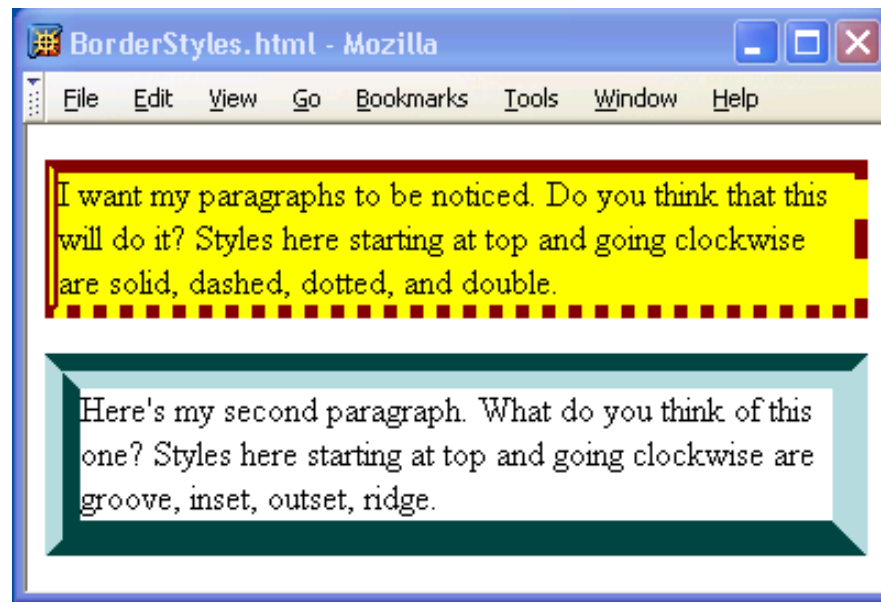 BorderStyles.html - Mozilla
File Edit View Go Bookmarks Tools Window Help
I want my paragraphs to be noticed. Do you think that this
will do it? Styles here starting at top and going clockwise
are solid, dashed, dotted, and double.
Here's my second paragraph. What do you think of this
one? Styles here starting at top and going clockwise are
groove, inset, outset, ridge.